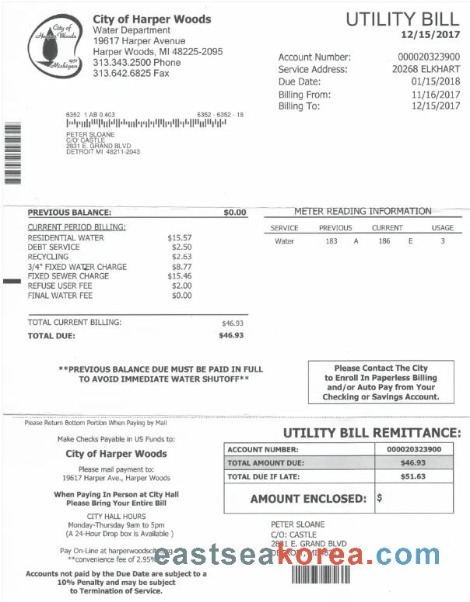 City of Harper Woods
Water Department
19617 Harper Avenue
Harper Woods, MI 48225-2095
313.343.2500 Phone
313.642.6825 Fax
City of
Harper Woods
Michigan
UTILITY BILL
12/15/2017
Account Number: 000020323900
Service Address: 20268 ELKHART
Due Date: 01/15/2018
Billing From: 11/16/2017
Billing To: 12/15/2017
6352 1 AB 0.403 6352 - 6352 - 18
PETER SLOANE
C/O: CASTLE
2831 E. GRAND BLVD
DETROIT MI 48211-2043
PREVIOUS BALANCE: $0.00
CURRENT PERIOD BILLING:
RESIDENTIAL WATER $15.57
DEBT SERVICE $2.50
RECYCLING $2.63
3/4" FIXED WATER CHARGE $8.77
FIXED SEWER CHARGE $15.46
REFUSE USER FEE $2.00
FINAL WATER FEE $0.00
TOTAL CURRENT BILLING: $46.93
TOTAL DUE: $46.93
METER READING INFORMATION
SERVICE PREVIOUS CURRENT USAGE
Water 183 A 186 E 3
**PREVIOUS BALANCE DUE MUST BE PAID IN FULL
TO AVOID IMMEDIATE WATER SHUTOFF**
Please Contact The City
to Enroll In Paperless Billing
and/or Auto Pay from Your
Checking or Savings Account.
Please Return Bottom Portion When Paying by Mail
Make Checks Payable in US Funds to:
City of Harper Woods
Please mail payment to:
19617 Harper Ave., Harper Woods
When Paying In Person at City Hall
Please Bring Your Entire Bill
CITY HALL HOURS
Monday-Thursday 9am to 5pm
(A 24-Hour Drop box is Available )
Pay On-Line at harperwoodscity.org
**convenience fee of 2.95%
Accounts not paid by the Due Date are subject to a
10% Penalty and may be subject
to Termination of Service.
UTILITY BILL REMITTANCE:
ACCOUNT NUMBER: 000020323900
TOTAL AMOUNT DUE: $46.93
TOTAL DUE IF LATE: $51.63
AMOUNT ENCLOSED: $
PETER SLOANE
C/O: CASTLE
2831 E. GRAND BLVD
eastseakorea.com